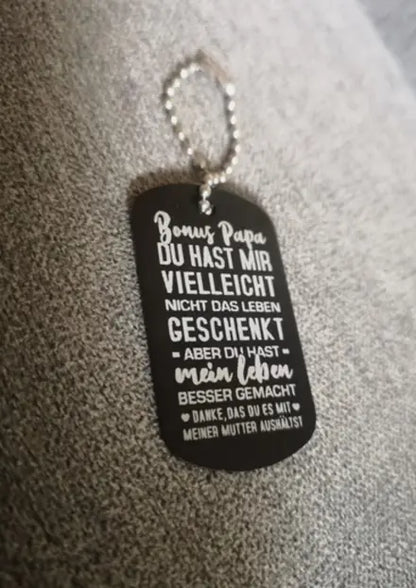 Bonus Papa
DU HAST MIR
VIELLEICHT
NICHT DAS LEBEN
GESCHENKT
- ABER DU HAST -
mein leben
BESSER GEMACHT
♥ DANKE, DAS DU ES MIT ♥
MEINER MUTTER AUSHÄLTST